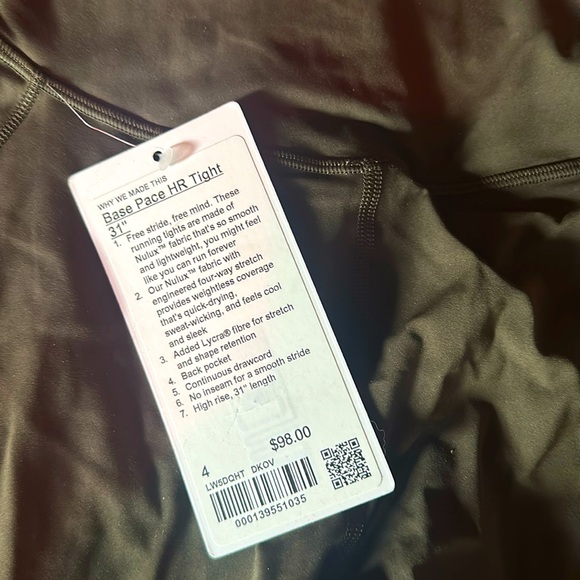 WHY WE MADE THIS
Base Pace HR Tight
31"
1. Free stride, free mind. These
running tights are made of
Nulux™ fabric that's so smooth
and lightweight, you might feel
like you can run forever
2. Our Nulux™ fabric with
engineered four-way stretch
provides weightless coverage
that's quick-drying,
sweat-wicking, and feels cool
and sleek
3. Added Lycra® fibre for stretch
and shape retention
4. Back pocket
5. Continuous drawcord
6. No inseam for a smooth stride
7. High rise, 31" length
4 $98.00
LW5DQHT DKOV
000139551035